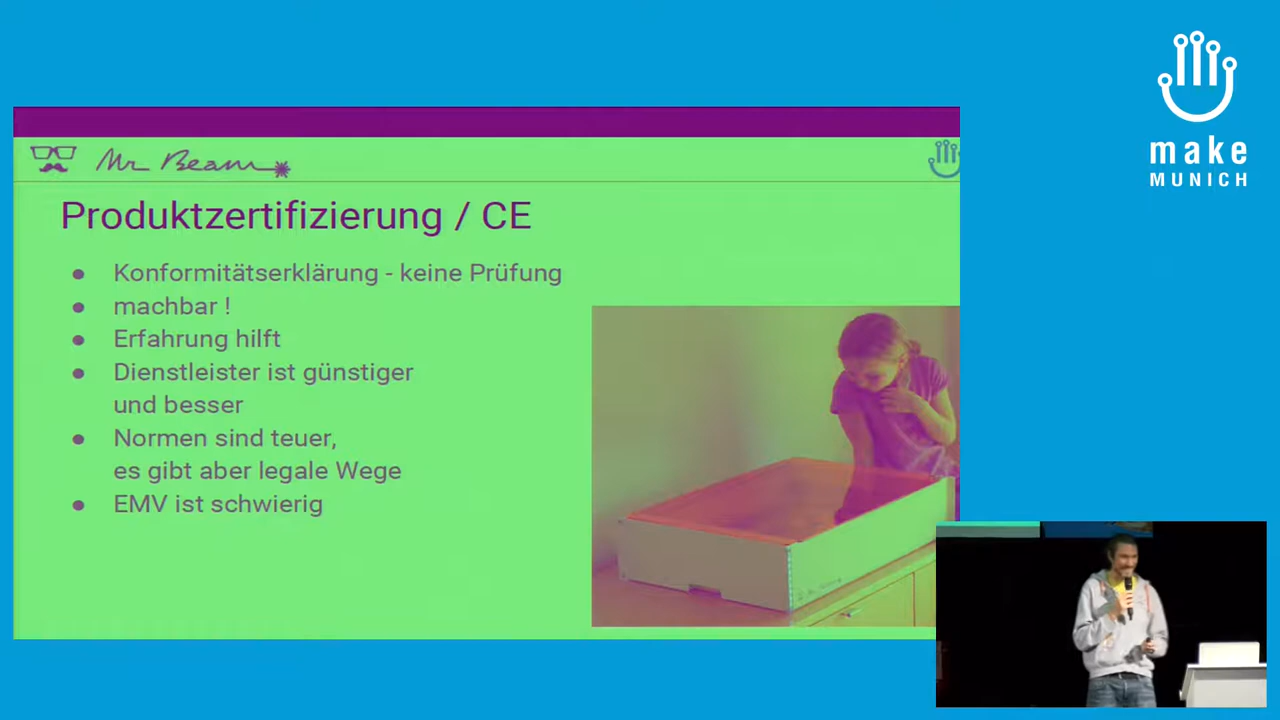 make
MUNICH
Mr Beam
Produktzertifizierung / CE
● Konformitätserklärung - keine Prüfung
● machbar !
● Erfahrung hilft
● Dienstleister ist günstiger
und besser
● Normen sind teuer,
es gibt aber legale Wege
● EMV ist schwierig